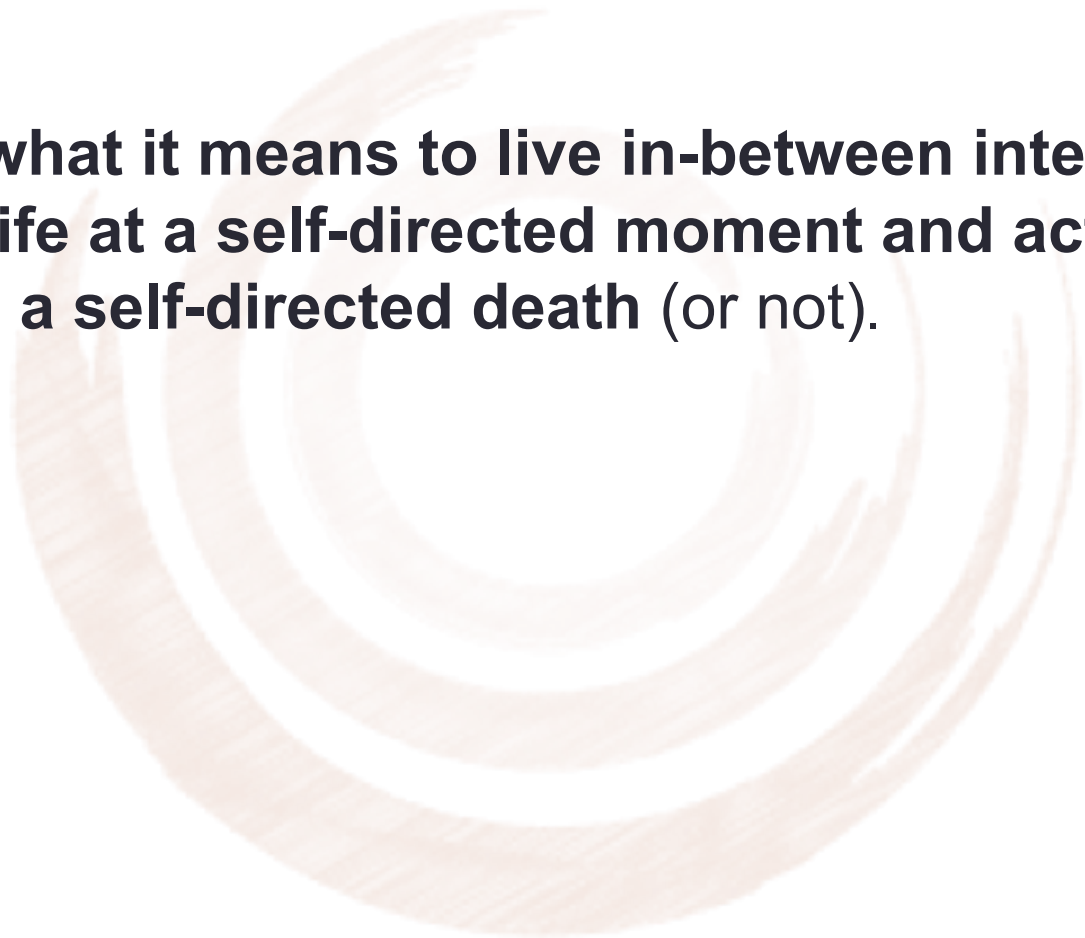 what it means to live in-between inte
ife at a self-directed moment and ac
a self-directed death (or not).